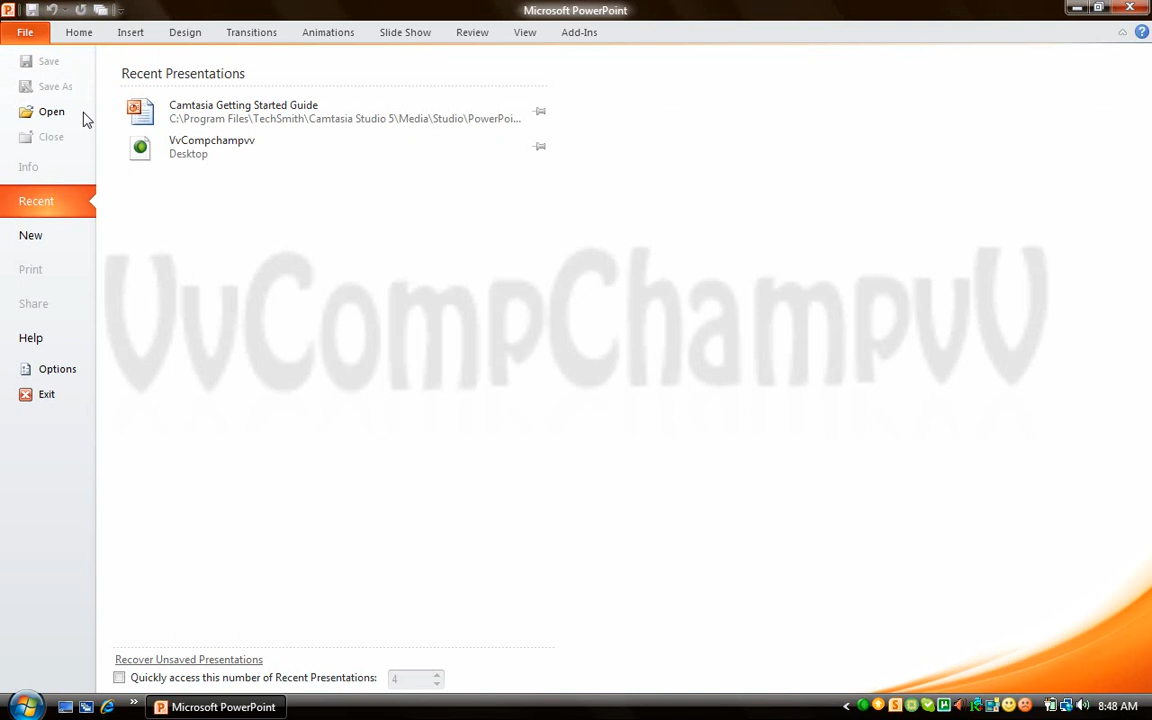 Microsoft PowerPoint
File Home Insert Design Transitions Animations Slide Show Review View Add-Ins
Save
Save As
Open
Close
Info
Recent
New
Print
Share
Help
Options
Exit
Recent Presentations
Camtasia Getting Started Guide
C:\Program Files\TechSmith\Camtasia Studio 5\Media\Studio\PowerPoi...
VvCompchampvv
Desktop
VvCompChampvV
Recover Unsaved Presentations
Quickly access this number of Recent Presentations: 4
Microsoft PowerPoint
8:48 AM